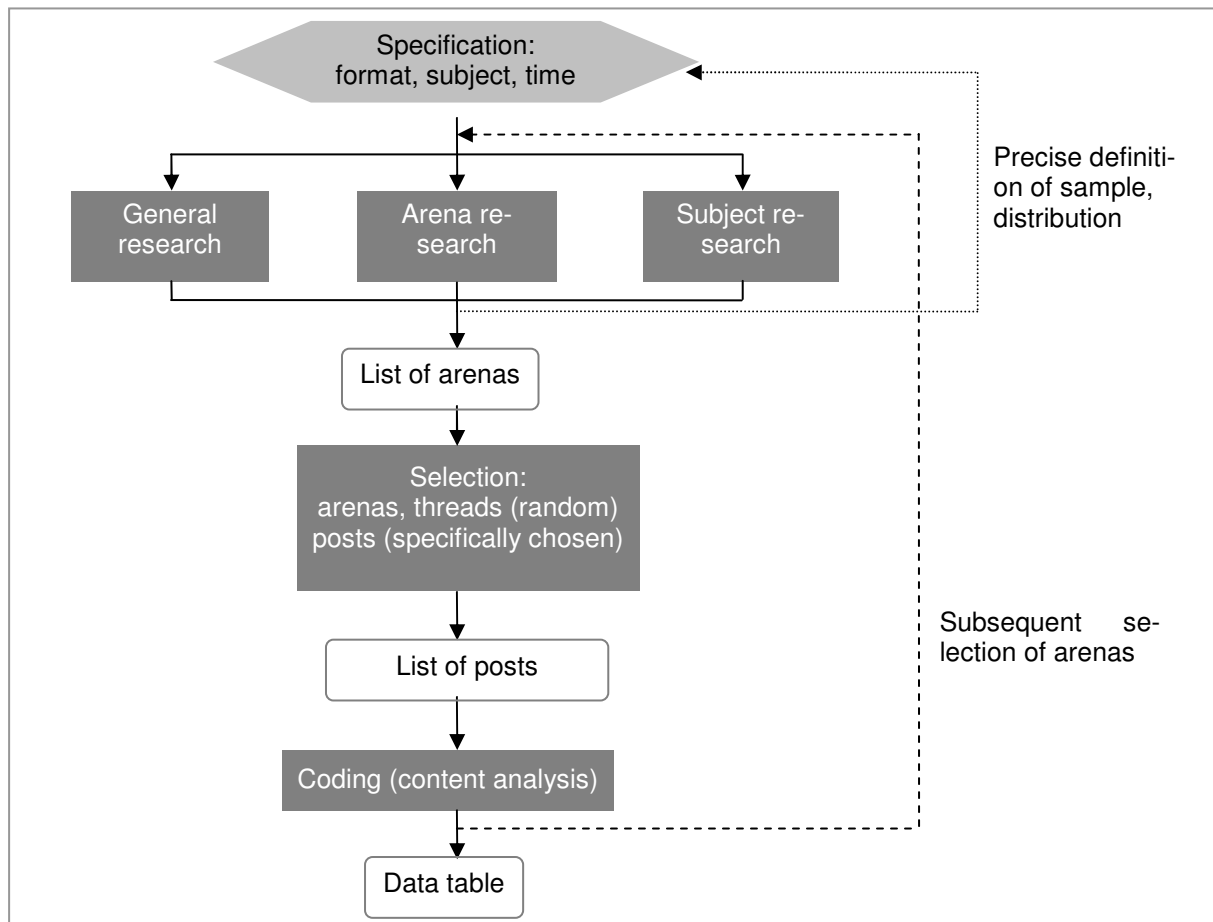 Specification:
format, subject, time
Precise definiti-
on of sample,
distribution
General
research
Arena re-
search
Subject re-
search
List of arenas
Selection:
arenas, threads (random)
posts (specifically chosen)
Subsequent se-
lection of arenas
List of posts
Coding (content analysis)
Data table